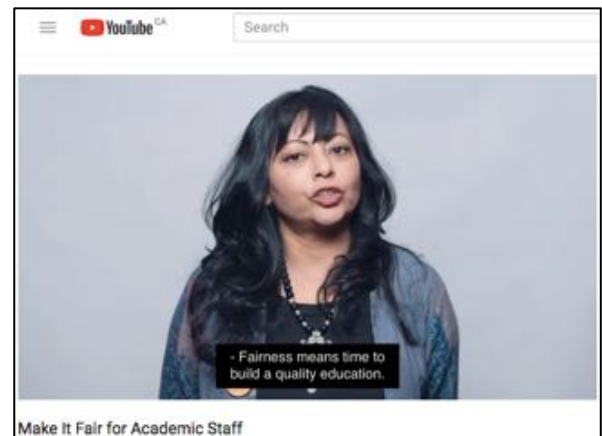 YouTube CA
Search
- Fairness means time to
build a quality education.
Make It Fair for Academic Staff